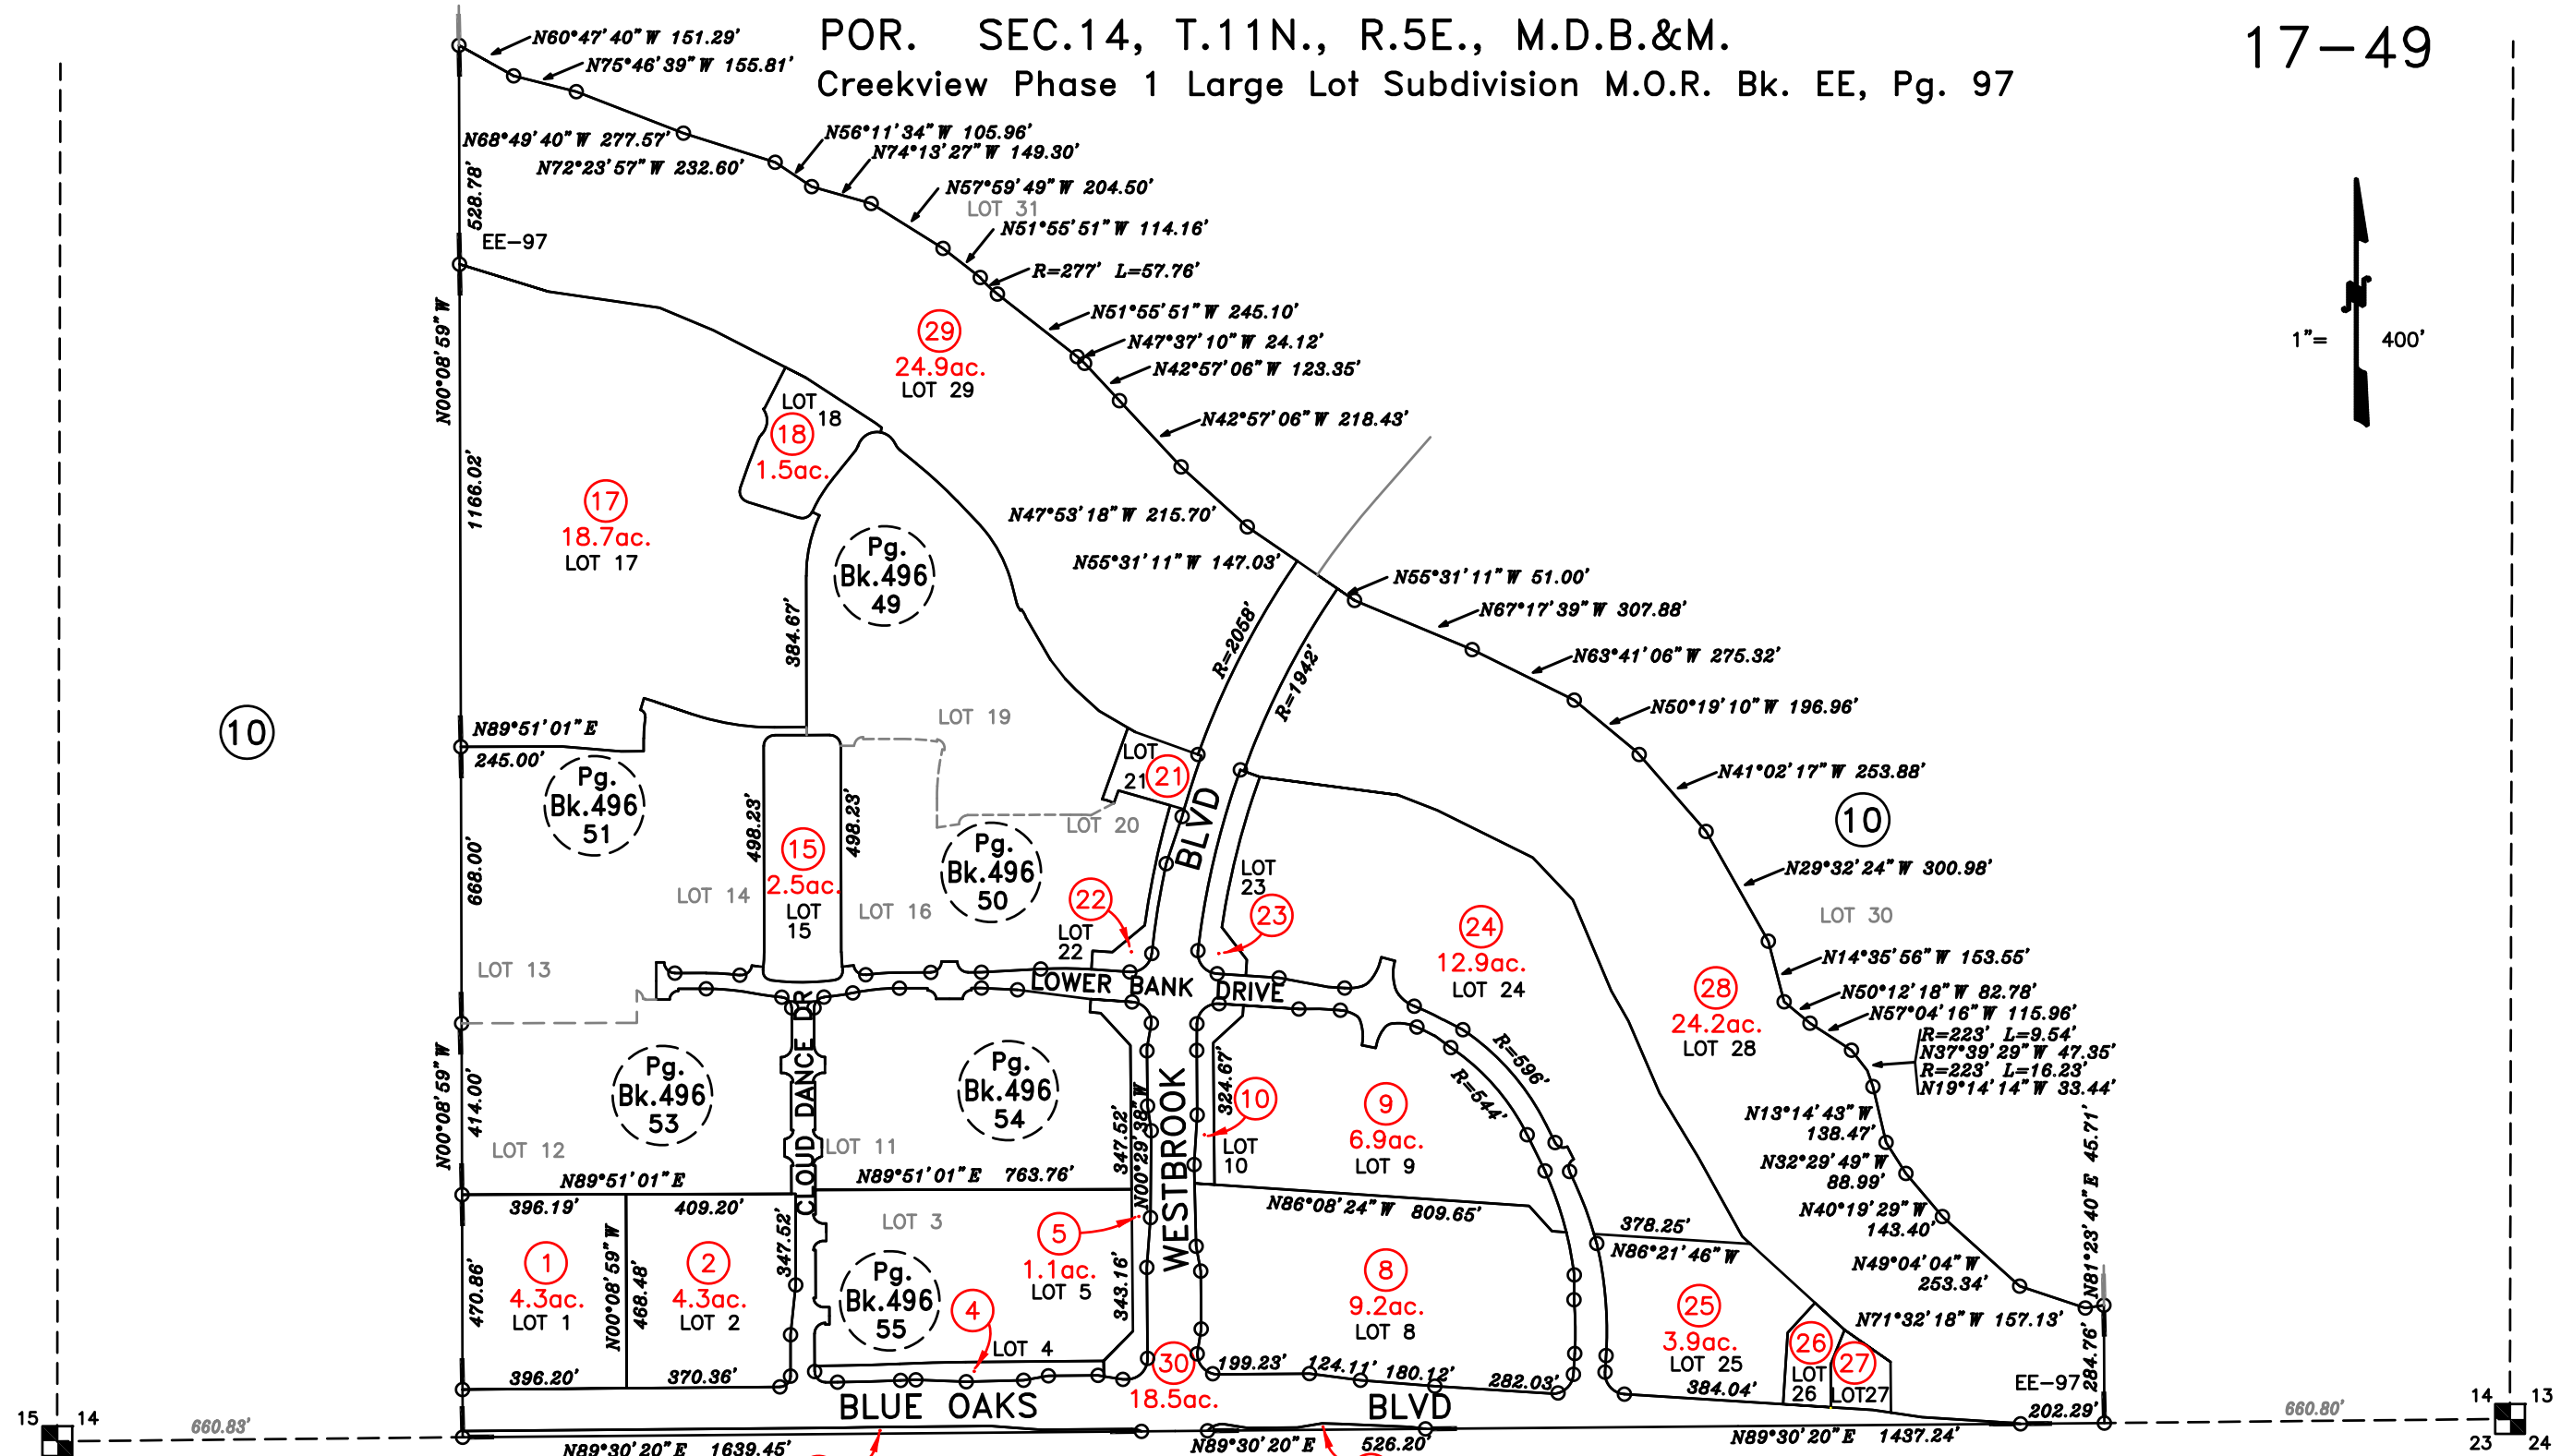 POR. SEC.14, T.11N., R.5E., M.D.B.&M.
Creekview Phase 1 Large Lot Subdivision M.O.R. Bk. EE, Pg. 97
17-49
N60°47'40"W 151.29'
N75°46'39"W 155.81'
N68°49'40"W 277.57'
N72°23'57"W 232.60'
N56°11'34"W 105.96'
N74°13'27"W 149.30'
N57°59'49"W 204.50'
LOT 31
N51°55'51"W 114.16'
R=277' L=57.76'
N51°55'51"W 245.10'
N47°37'10"W 24.12'
N42°57'06"W 123.35'
N42°57'06"W 218.43'
N47°53'18"W 215.70'
N55°31'11"W 147.03'
N55°31'11"W 51.00'
N67°17'39"W 307.88'
N63°41'06"W 275.32'
N50°19'10"W 196.96'
N41°02'17"W 253.88'
10
N29°32'24"W 300.98'
LOT 30
N14°35'56"W 153.55'
N50°12'18"W 82.78'
N57°04'16"W 115.96'
R=223' L=9.54'
N37°39'29"W 47.35'
R=223' L=16.23'
N19°14'14"W 33.44'
N13°14'43"W
138.47'
N32°29'49"W
88.99'
N40°19'29"W
143.40'
N49°04'04"W
253.34'
N71°32'18"W 157.13'
N81°23'40"E 45.71'
284.76'
EE-97
202.29'
N
1"= 400'
528.78'
EE-97
N00°08'59"W
1166.02'
29
24.9ac.
LOT 29
LOT
18
18
1.5ac.
17
18.7ac.
LOT 17
Pg.
Bk.496
49
384.67'
R=2058'
R=1942'
10
N89°51'01"E
245.00'
LOT 19
Pg.
Bk.496
51
498.23'
498.23'
15
2.5ac.
LOT
15
LOT 14
LOT 16
Pg.
Bk.496
50
LOT 20
LOT
21
21
BLVD
22
LOT
22
LOT
23
23
24
12.9ac.
LOT 24
28
24.2ac.
LOT 28
668.00'
LOT 13
LOWER BANK DRIVE
R=596'
R=544'
N00°08'59"W
414.00'
Pg.
Bk.496
53
LOT 12
CLOUD DANCE DR
Pg.
Bk.496
54
LOT 11
347.52'
N00°29'38"W
WESTBROOK
324.67'
10
LOT
10
9
6.9ac.
LOT 9
N89°51'01"E
396.19'
409.20'
N89°51'01"E 763.76'
N86°08'24"W 809.65'
378.25'
N86°21'46"W
470.86'
1
4.3ac.
LOT 1
N00°08'59"W
468.48'
2
4.3ac.
LOT 2
347.52'
LOT 3
Pg.
Bk.496
55
4
LOT 4
5
1.1ac.
LOT 5
343.16'
8
9.2ac.
LOT 8
25
3.9ac.
LOT 25
26
LOT
26
27
LOT27
396.20'
370.36'
30
18.5ac.
199.23'
124.11'
180.12'
282.03'
384.04'
BLUE OAKS BLVD
15 14
660.83'
N89°30'20"E 1639.45'
N89°30'20"E 526.20'
N89°30'20"E 1437.24'
660.80'
14 13
23 24